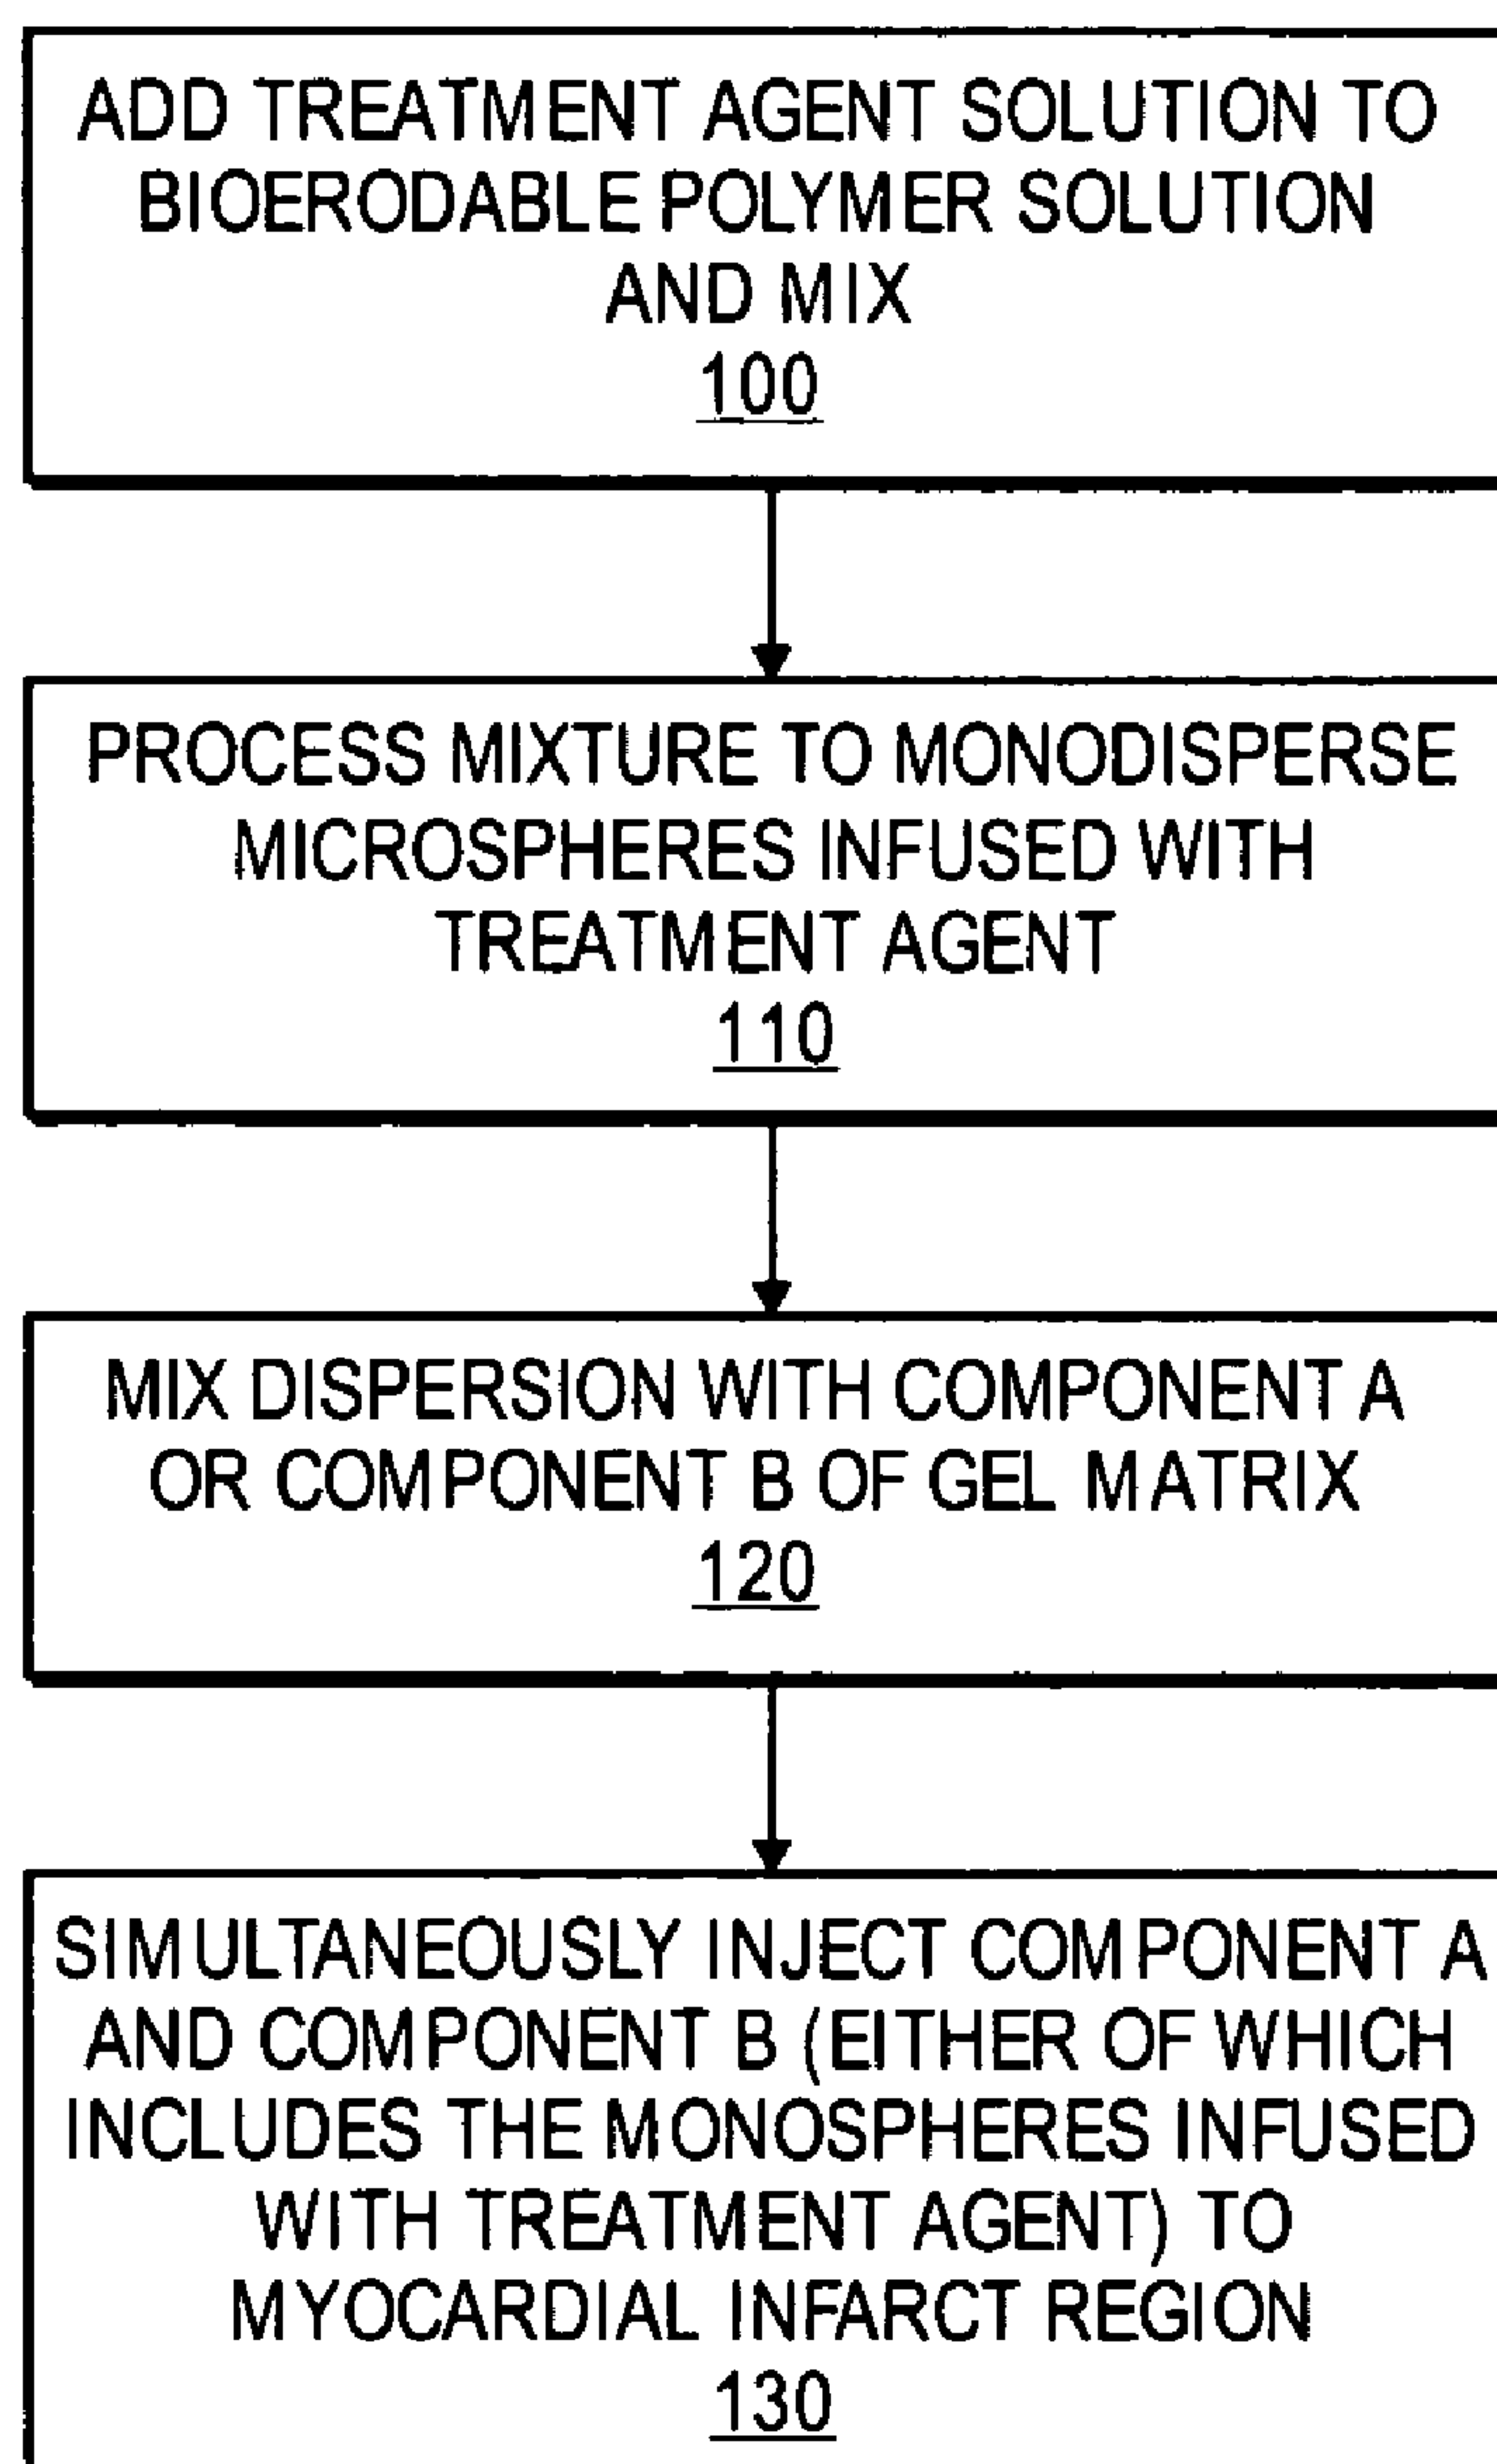 ADD TREATMENT AGENT SOLUTION TO
BIOERODABLE POLYMER SOLUTION
AND MIX
100
PROCESS MIXTURE TO MONODISPERSE
MICROSPHERES INFUSED WITH
TREATMENT AGENT
110
MIX DISPERSION WITH COMPONENT A
OR COMPONENT B OF GEL MATRIX
120
SIMULTANEOUSLY INJECT COMPONENT A
AND COMPONENT B (EITHER OF WHICH
INCLUDES THE MONOSPHERES INFUSED
WITH TREATMENT AGENT) TO
MYOCARDIAL INFARCT REGION
130